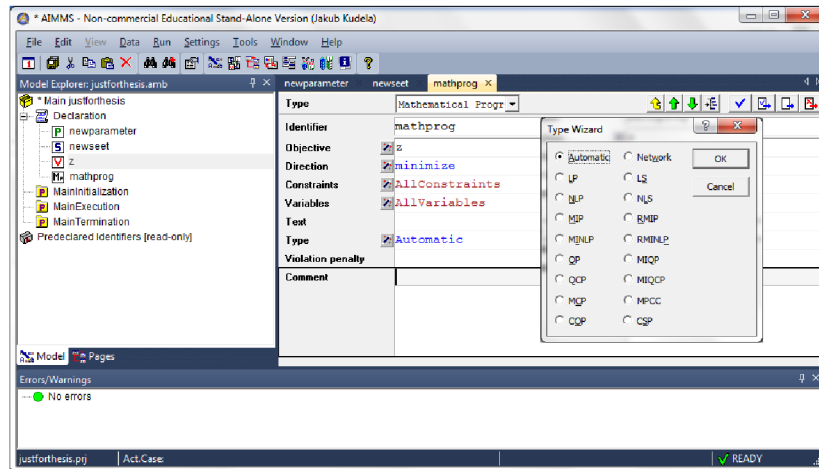 * AIMMS - Non-commercial Educational Stand-Alone Version (Jakub Kudela)
File Edit View Data Run Settings Tools Window Help
Model Explorer: justforthesis.amb
newparameter newseet mathprog
* Main justforthesis
Declaration
P newparameter
S newseet
V z
M mathprog
P MainInitialization
P MainExecution
P MainTermination
Predeclared Identifiers [read-only]
Model Pages
Type Mathematical Progr
Identifier mathprog
Objective z
Direction minimize
Constraints AllConstraints
Variables AllVariables
Text
Type Automatic
Violation penalty
Comment
Type Wizard
Automatic Network OK
LP LS Cancel
NLP NLS
MIP RMIP
MINLP RMINLP
QP MIQP
QCP MIQCP
MCP MPCC
COP CSP
Errors/Warnings
No errors
justforthesis.prj Act.Case: READY